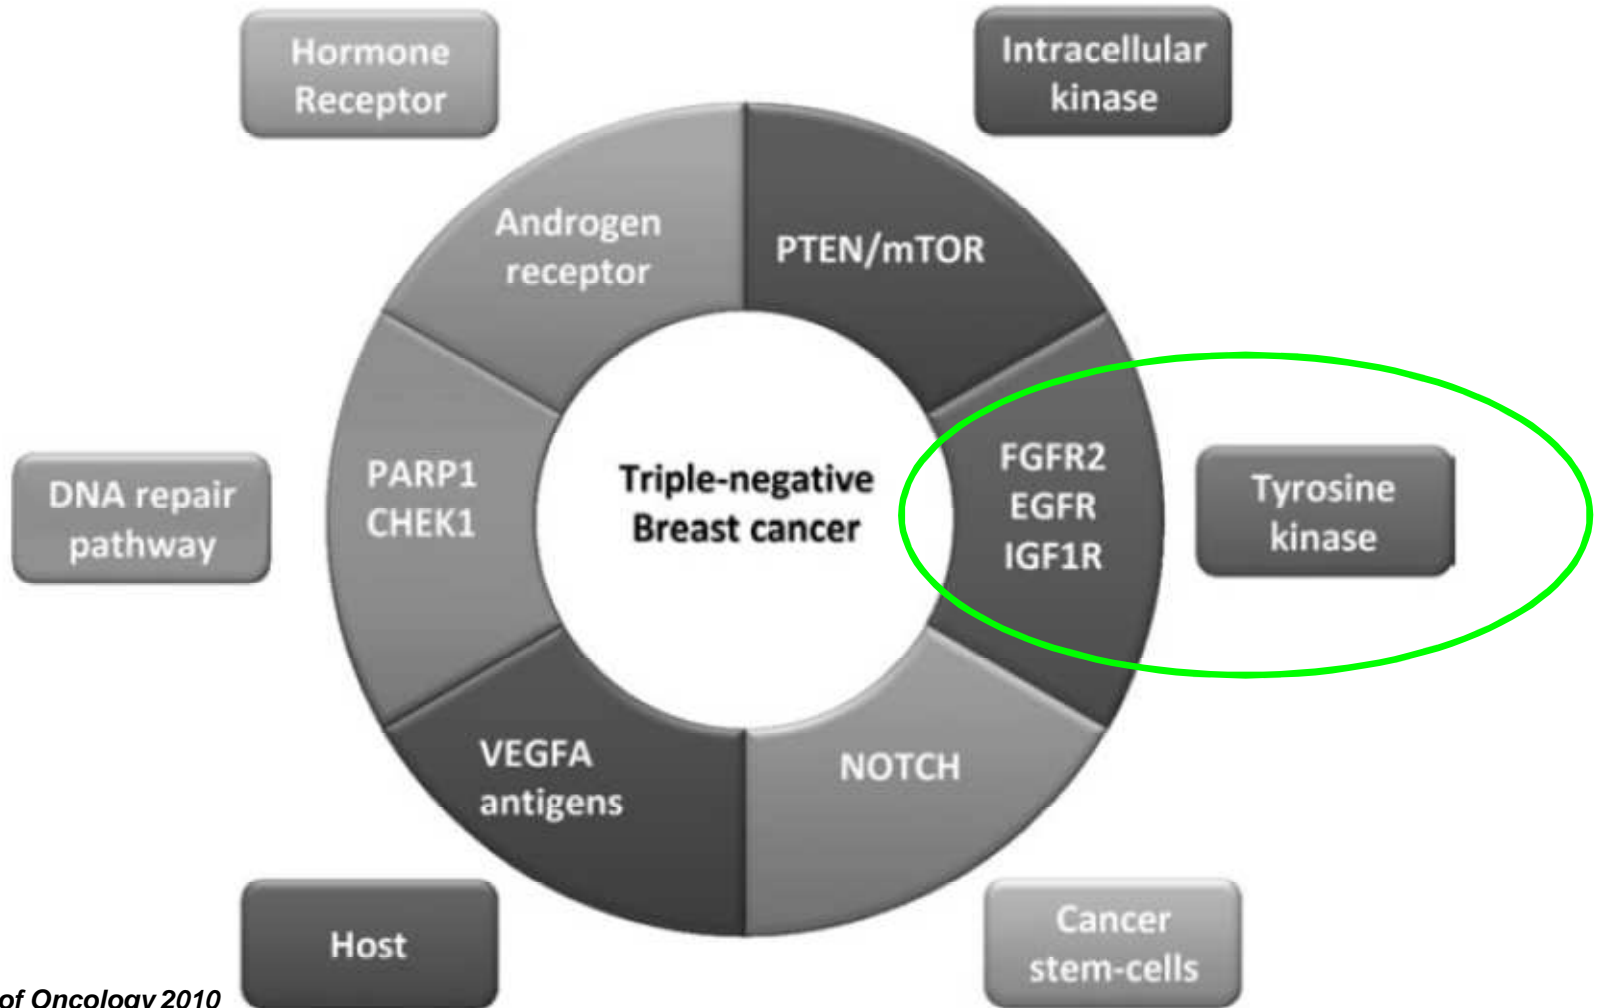 Hormone
Receptor
Intracellular
kinase
Androgen
receptor
PTEN/mTOR
FGFR2
EGFR
IGF1R
Tyrosine
kinase
PARP1
CHEK1
Triple-negative
Breast cancer
DNA repair
pathway
VEGFA
antigens
NOTCH
Host
Cancer
stem-cells
of Oncology 2010